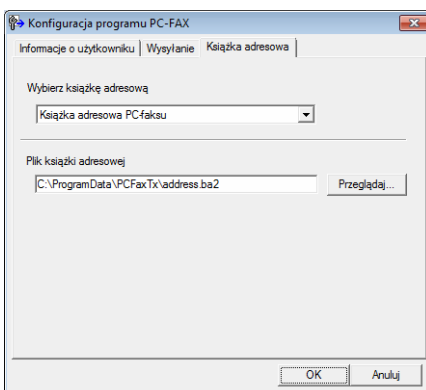 Konfiguracja programu PC-FAX
Informacje o użytkowniku Wysyłanie Książka adresowa
Wybierz książkę adresową
Książka adresowa PC-faksu
Plik książki adresowej
C:\ProgramData\PCFaxTx\address.ba2 Przeglądaj...
OK Anuluj